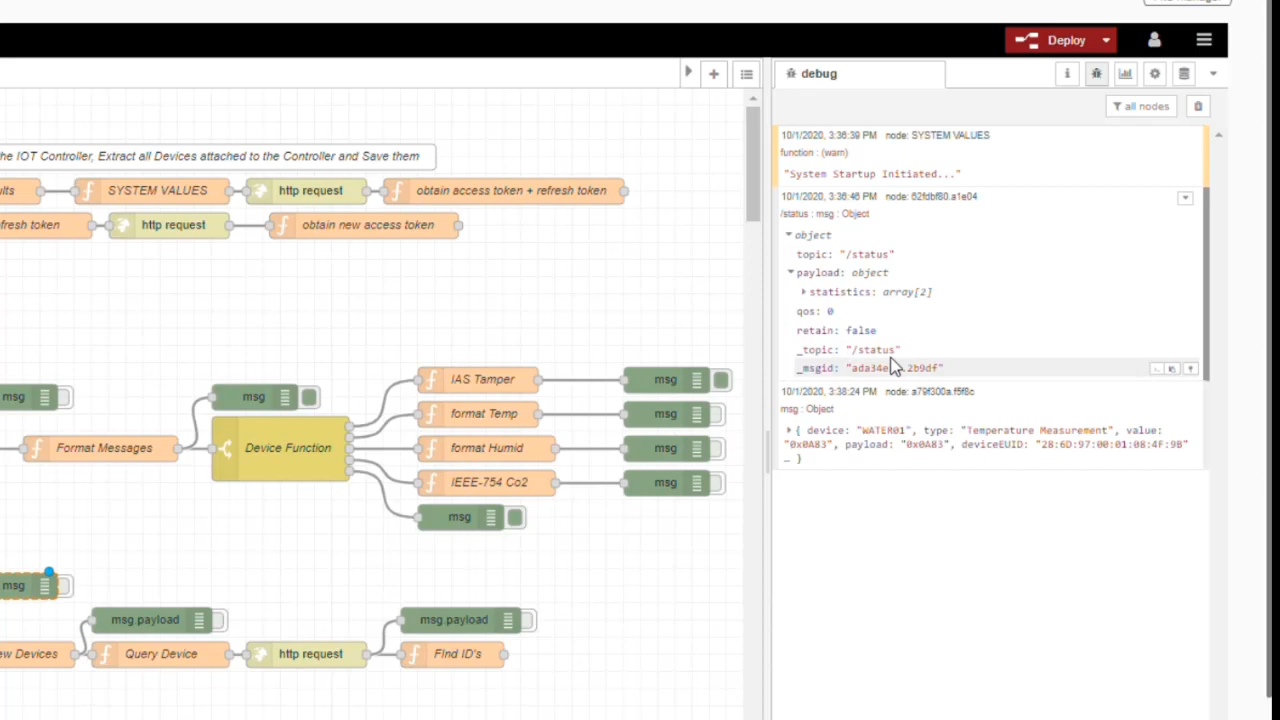 Deploy
debug
all nodes
he IOT Controller, Extract all Devices attached to the Controller and Save them
SYSTEM VALUES
http request
obtain access token + refresh token
fresh token
http request
obtain new access token
msg
msg
Format Messages
Device Function
IAS Tamper
msg
format Temp
msg
format Humid
msg
IEEE-754 Co2
msg
msg
msg
msg.payload
msg.payload
ew Devices
Query Device
http request
FInd ID's
10/1/2020, 3:36:39 PM node: SYSTEM VALUES
function : (warn)
"System Startup Initiated..."
10/1/2020, 3:36:46 PM node: 62fdbf80.a1e04
/status : msg : Object
object
topic: "/status"
payload: object
statistics: array[2]
qos: 0
retain: false
_topic: "/status"
_msgid: "ada34e 2b9df"
10/1/2020, 3:38:24 PM node: a79f300a.f5f8c
msg : Object
{ device: "WATER01", type: "Temperature Measurement", value:
"0x0A83", payload: "0x0A83", deviceEUID: "28:6D:97:00:01:08:4F:9B"
… }